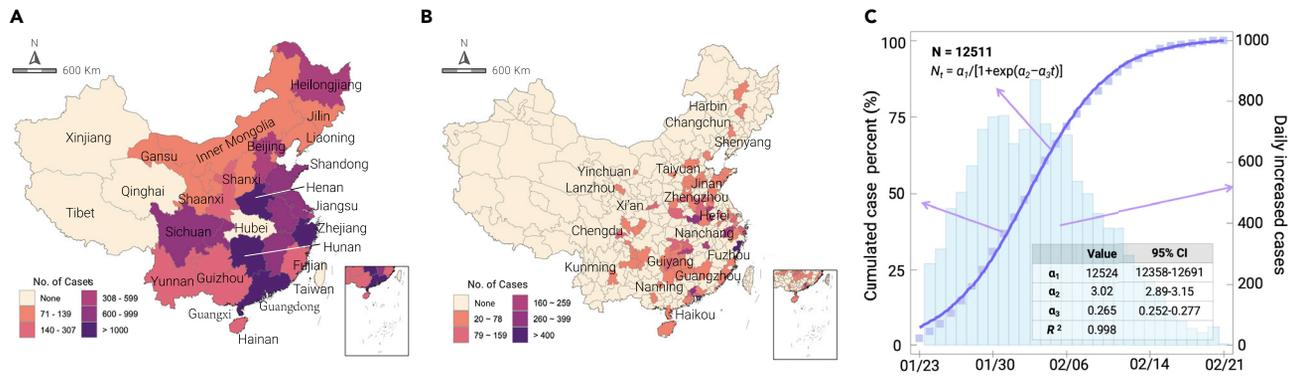 A
N
600 Km
Heilongjiang
Jilin
Liaoning
Inner Mongolia
Beijing
Xinjiang
Gansu
Shandong
Shanxi
Henan
Qinghai
Shaanxi
Jiangsu
Tibet
Sichuan
Hubei
Zhejiang
Hunan
Fujian
Yunnan
Guizhou
Taiwan
Guangxi
Guangdong
Hainan
No. of Cases
None
71 - 139
140 - 307
308 - 599
600 - 999
> 1000
B
N
600 Km
Harbin
Changchun
Shenyang
Yinchuan
Taiyuan
Lanzhou
Jinan
Zhengzhou
Xi'an
Hefei
Chengdu
Nanchang
Fuzhou
Kunming
Guiyang
Guangzhou
Nanning
Haikou
No. of Cases
None
20 – 78
79 – 159
160 – 259
260 – 399
> 400
C
N = 12511
Nt = α1/[1+exp(α2−α3t)]
Cumulated case percent (%)
100
75
50
25
0
Daily increased cases
1000
800
600
400
200
0
01/23
01/30
02/06
02/14
02/21
Value 95% CI
α1 12524 12358-12691
α2 3.02 2.89-3.15
α3 0.265 0.252-0.277
R 2 0.998